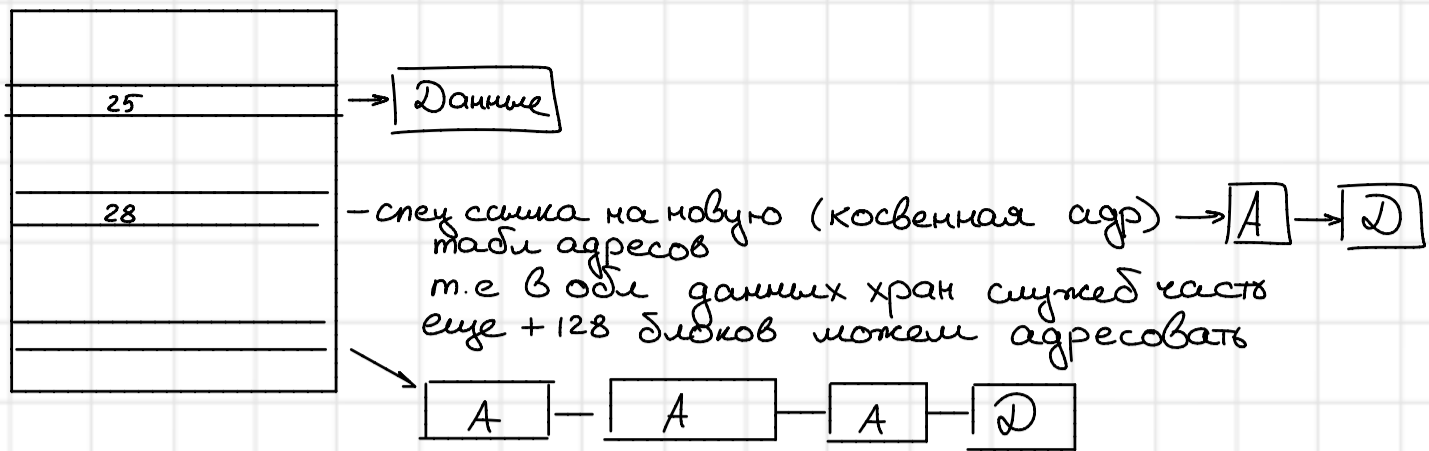 25 → Данные
28 - спец ссылка на новую (косвенная адр) → А → Д
табл адресов
т.е в обл данных хран служеб часть
еще + 128 блоков можем адресовать
А - А - А - Д